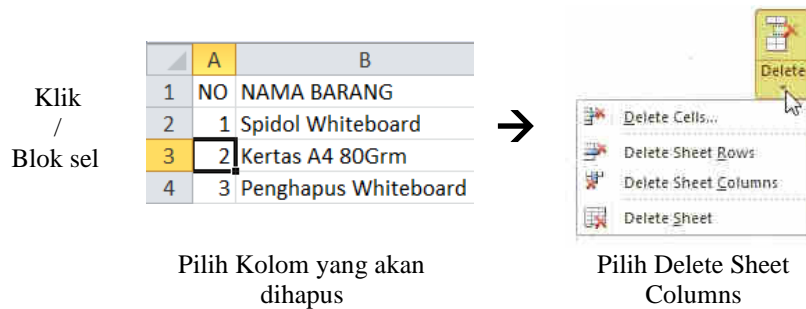 Klik
/
Blok sel
A B
1 NO NAMA BARANG
2 1 Spidol Whiteboard
3 2 Kertas A4 80Grm
4 3 Penghapus Whiteboard
→
Delete
Delete Cells...
Delete Sheet Rows
Delete Sheet Columns
Delete Sheet
Pilih Kolom yang akan
dihapus
Pilih Delete Sheet
Columns